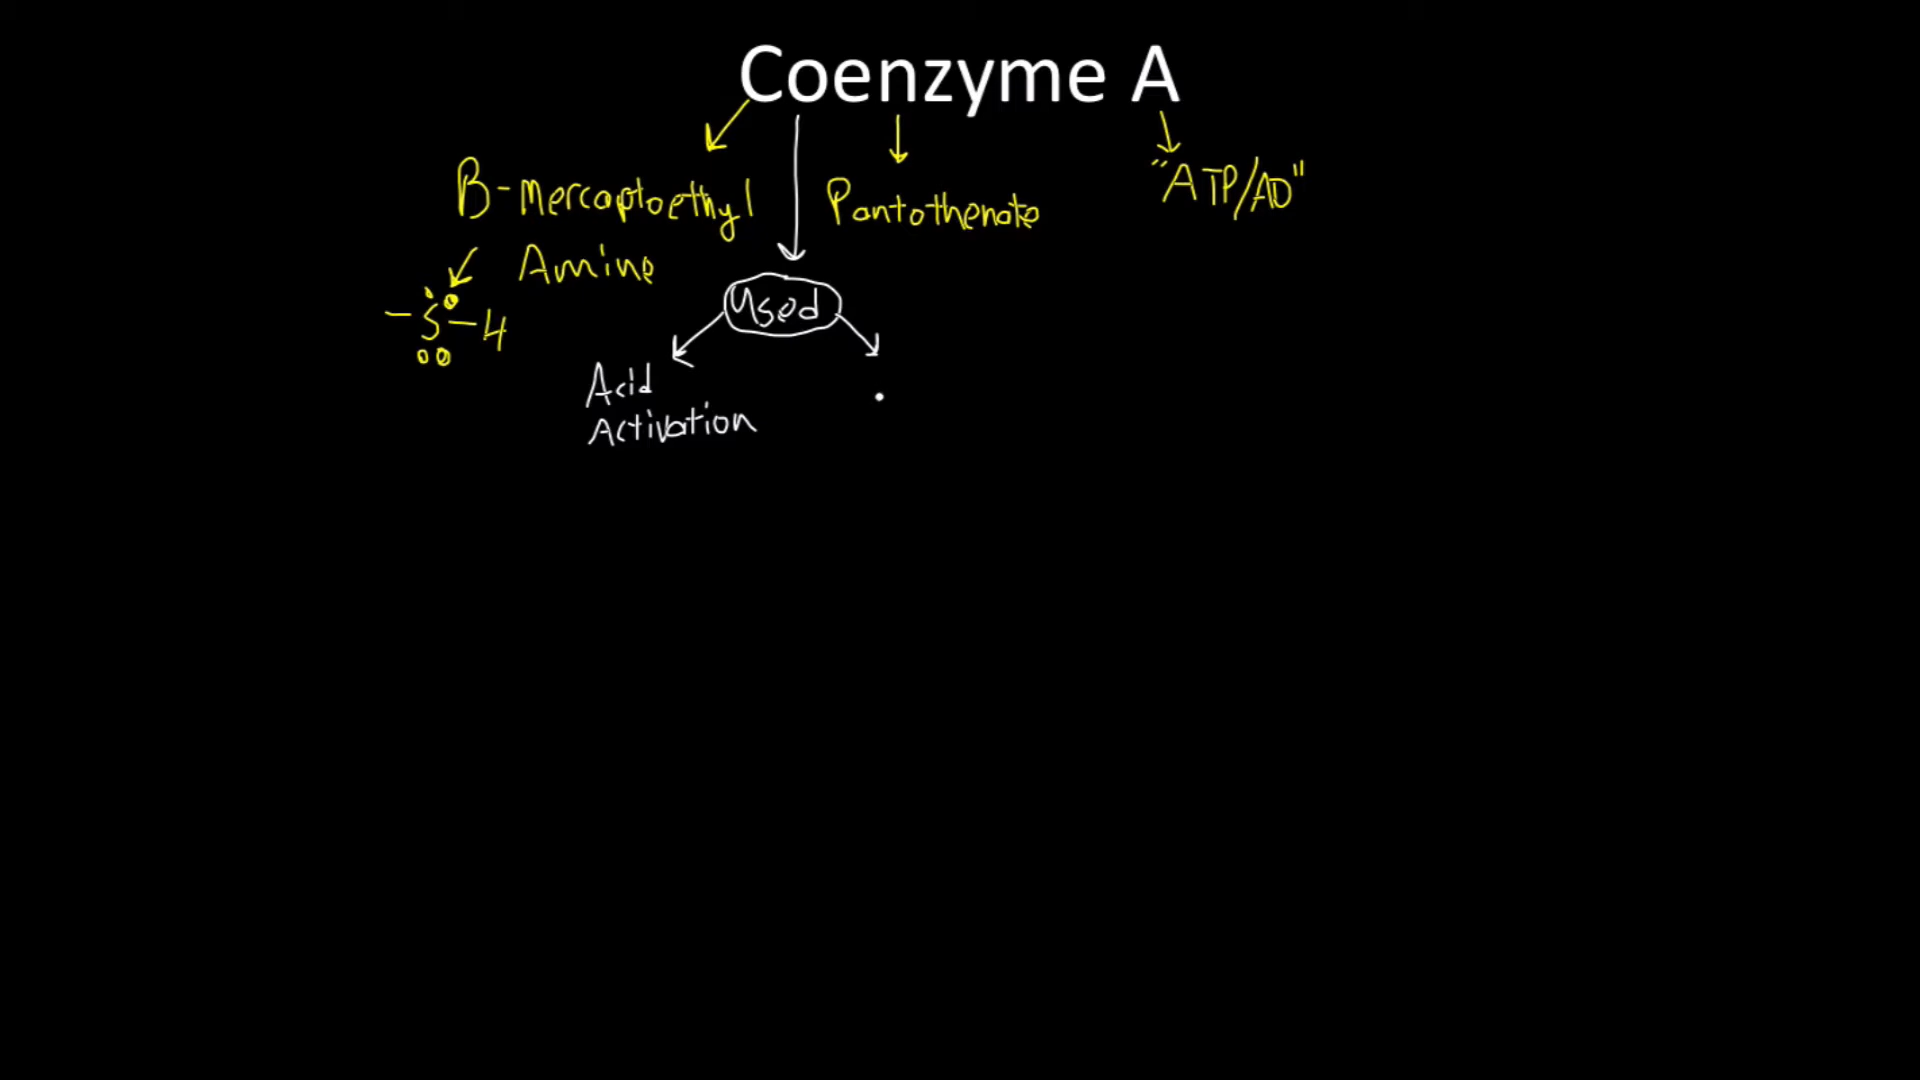 Coenzyme A
B-Mercaptoethyl
Amine
Pantothenate
"ATP/AD"
-S-H
Used
Acid
Activation